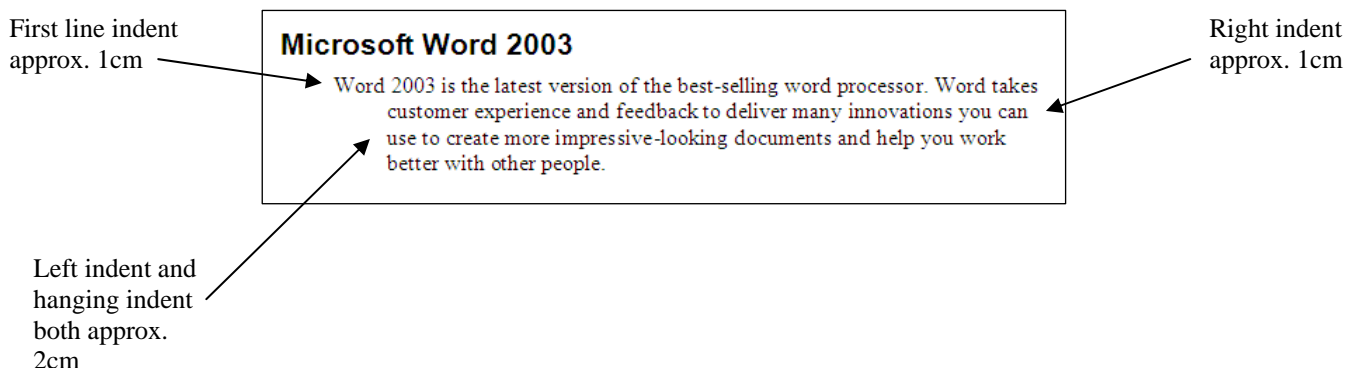 First line indent
approx. 1cm
Right indent
approx. 1cm
Microsoft Word 2003
Word 2003 is the latest version of the best-selling word processor. Word takes
customer experience and feedback to deliver many innovations you can
use to create more impressive-looking documents and help you work
better with other people.
Left indent and
hanging indent
both approx.
2cm